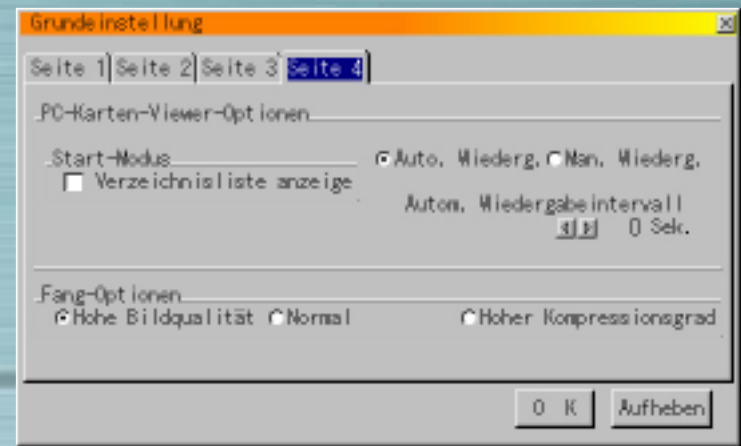 Grundeinstellung
Seite 1 Seite 2 Seite 3 Seite 4
PC-Karten-Viewer-Optionen
Start-Modus
Verzeichnisliste anzeige
Auto. Wiederg. Man. Wiederg.
Autom. Wiedergabeintervall
0 Sek.
Fang-Optionen
Hohe Bildqualität Normal Hoher Kompressionsgrad
O K Aufheben